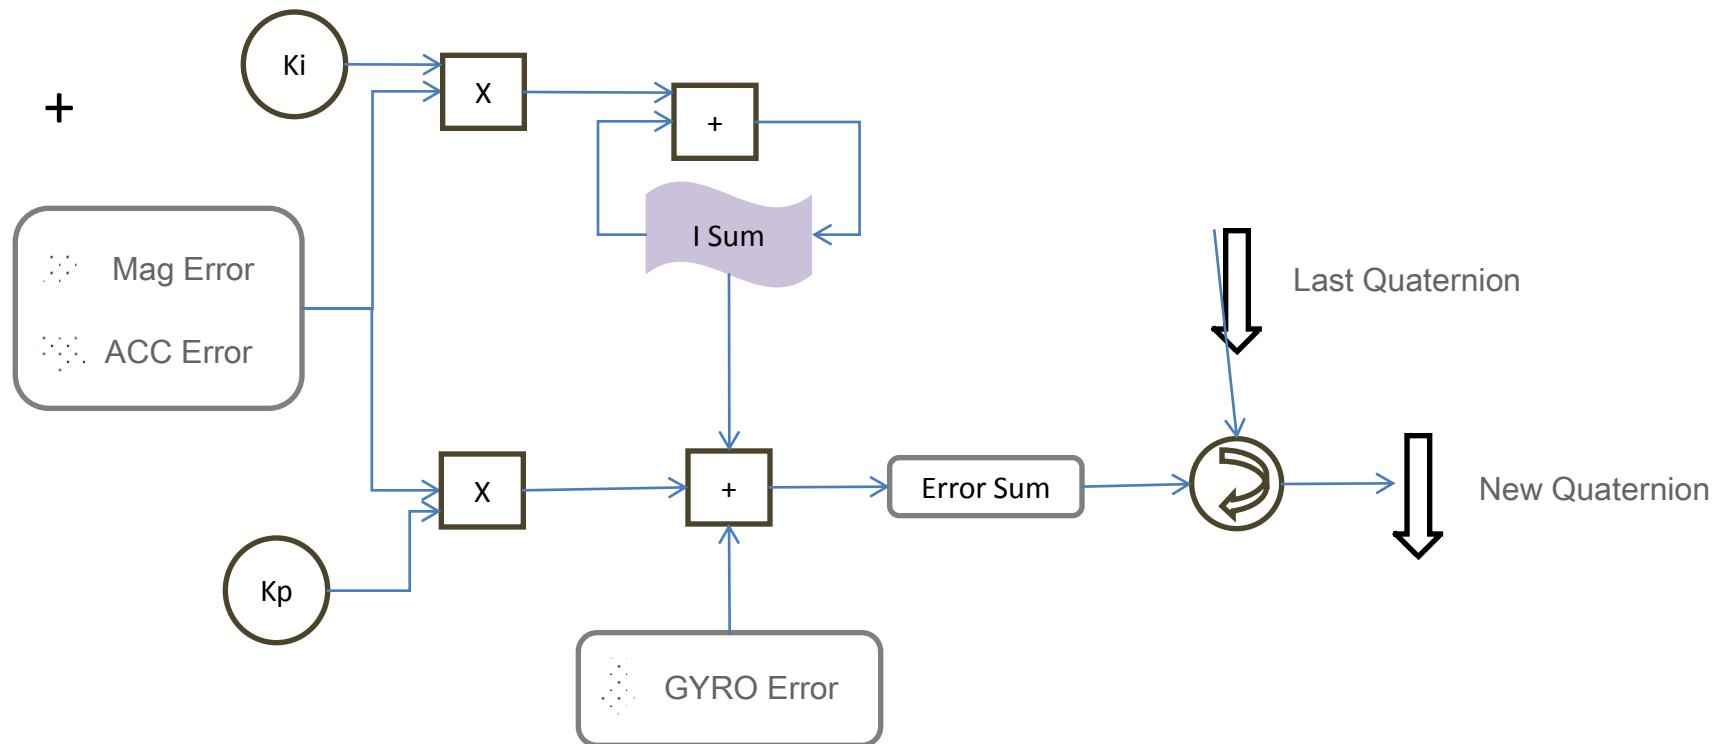 Ki
X
+
+
I Sum
Mag Error
ACC Error
Last Quaternion
X
+
Error Sum
New Quaternion
Kp
GYRO Error